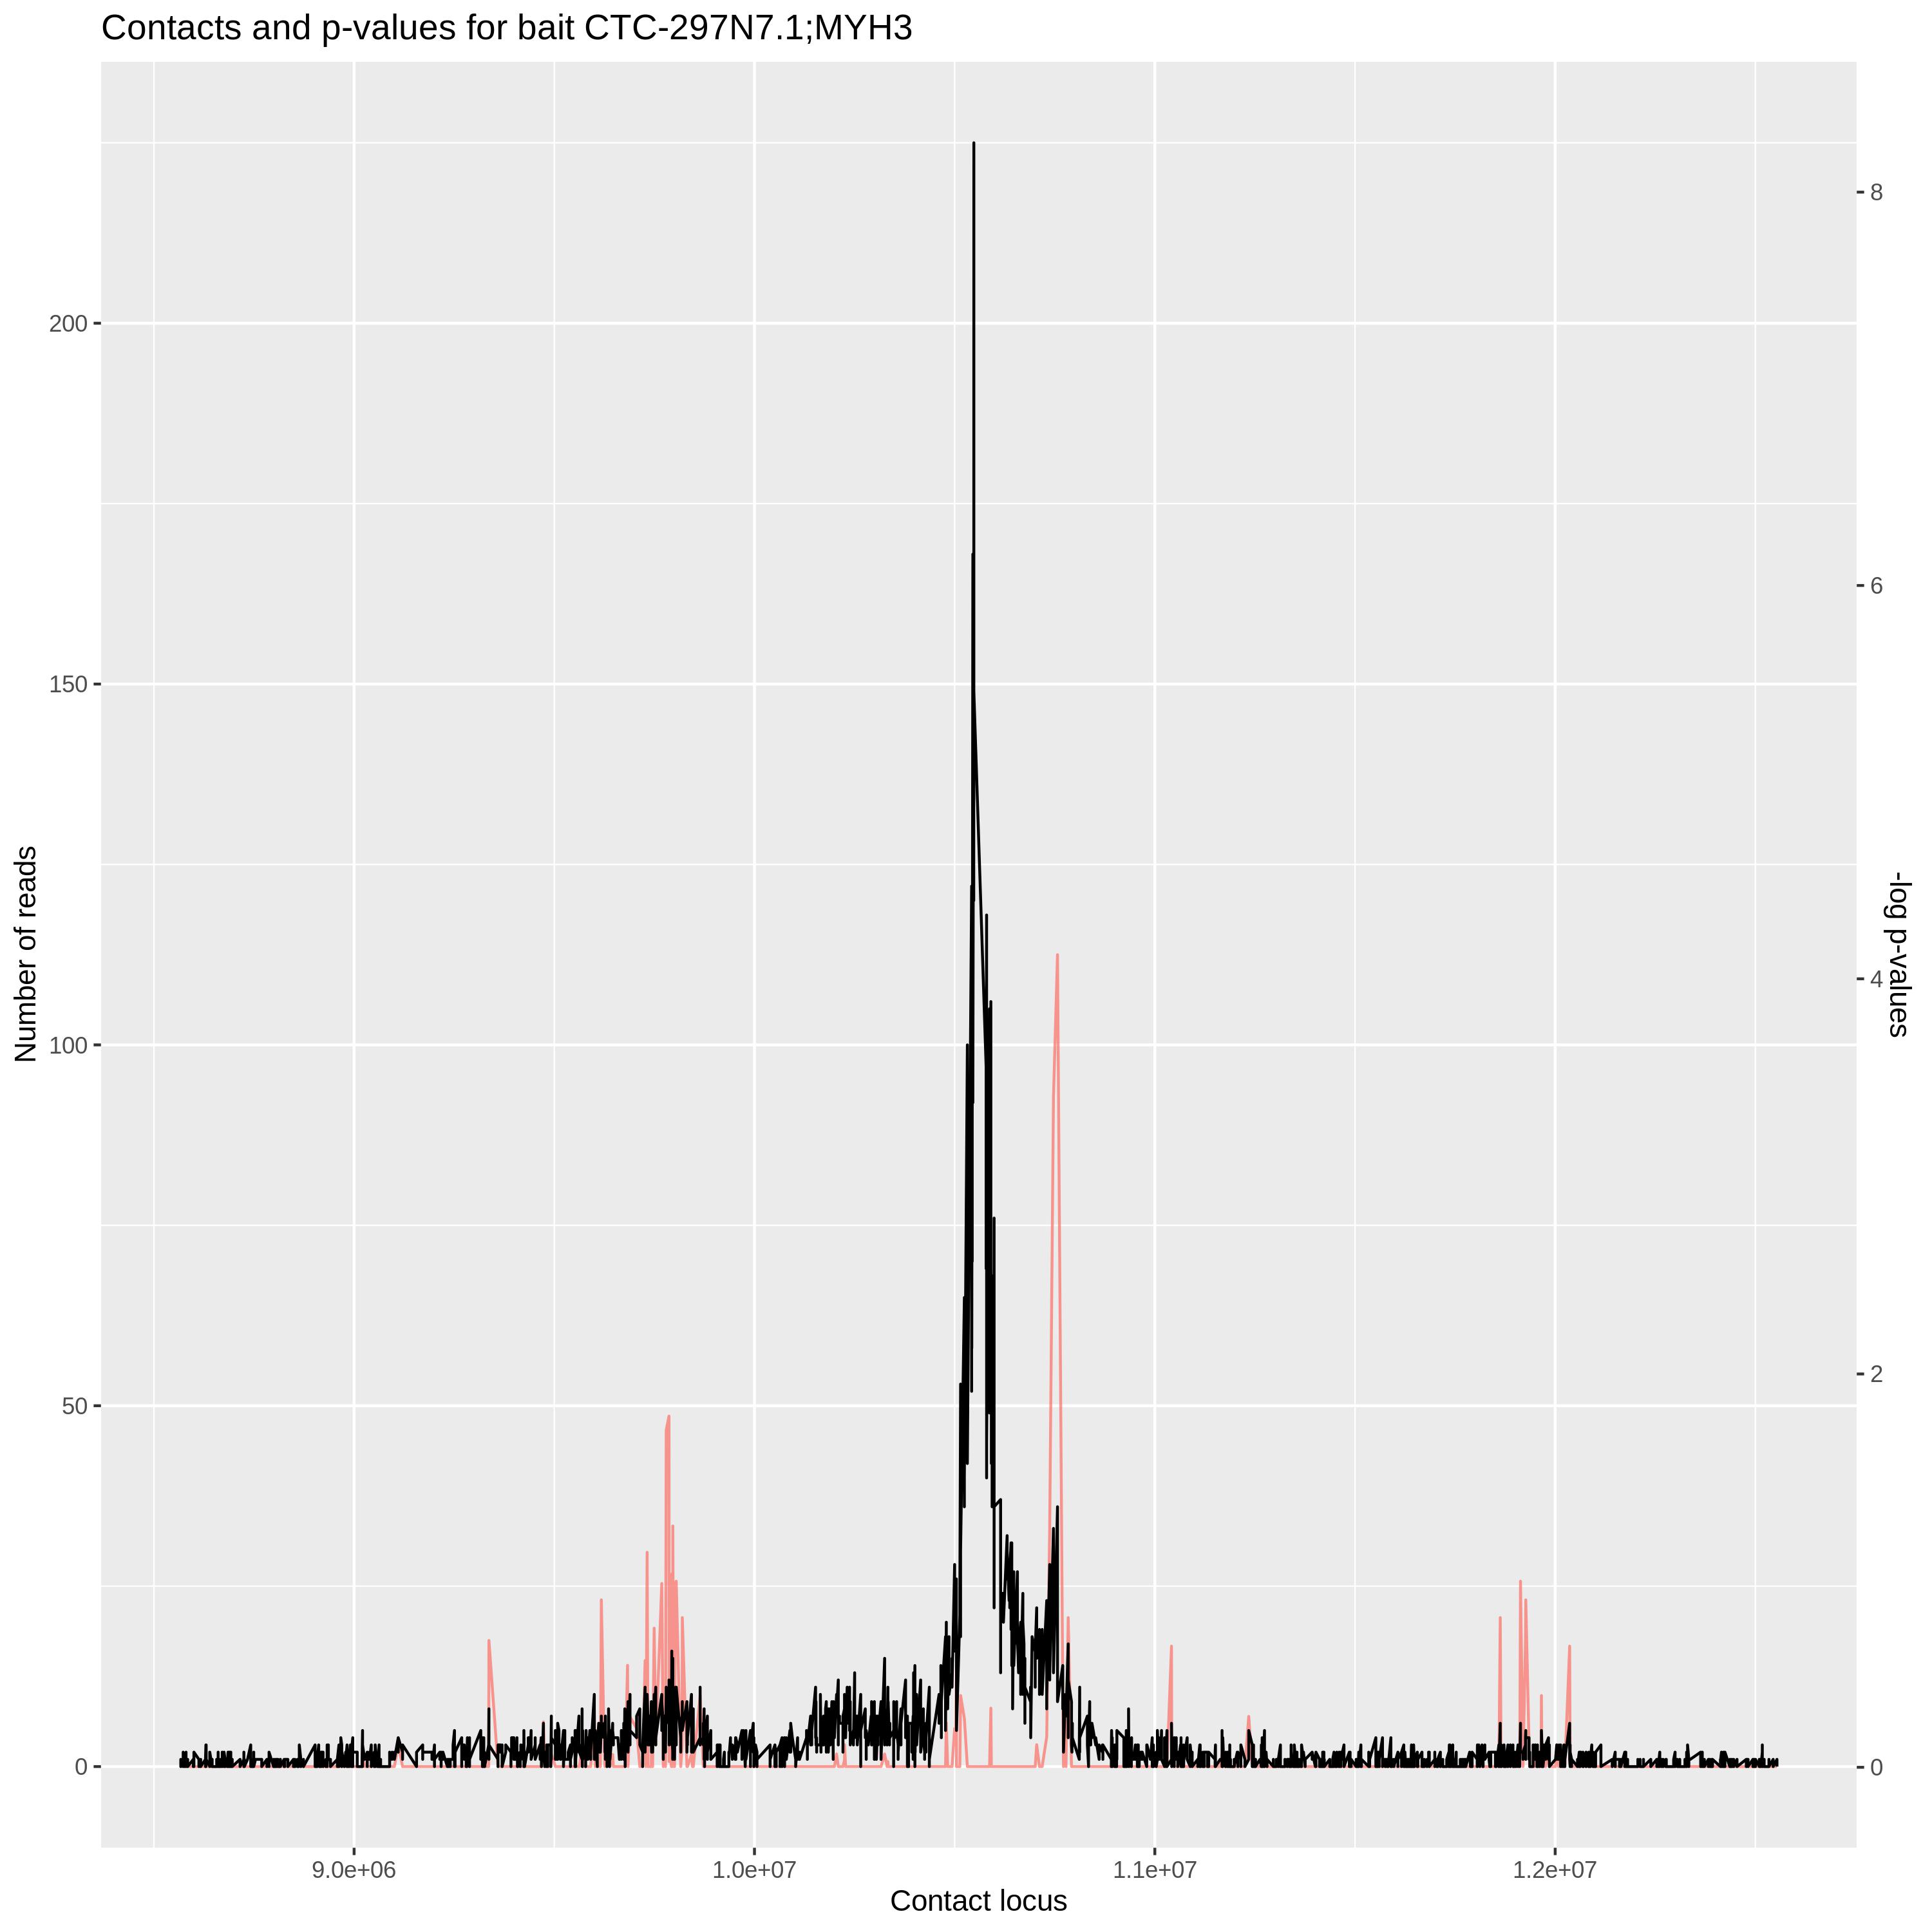 Contacts and p-values for bait CTC-297N7.1;MYH3
Number of reads
200
150
100
50
0
8
6
4
2
0
-log p-values
9.0e+06 1.0e+07 1.1e+07 1.2e+07
Contact locus